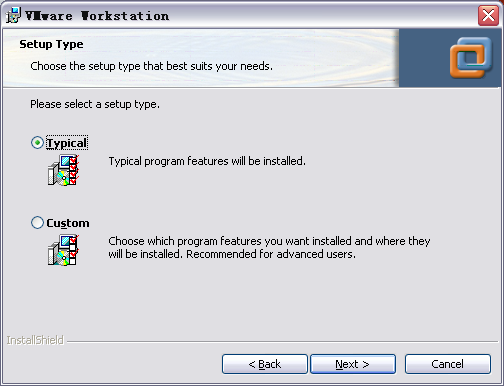 VMware Workstation
Setup Type
Choose the setup type that best suits your needs.
Please select a setup type.
Typical
Typical program features will be installed.
Custom
Choose which program features you want installed and where they
will be installed. Recommended for advanced users.
InstallShield
< Back
Next >
Cancel